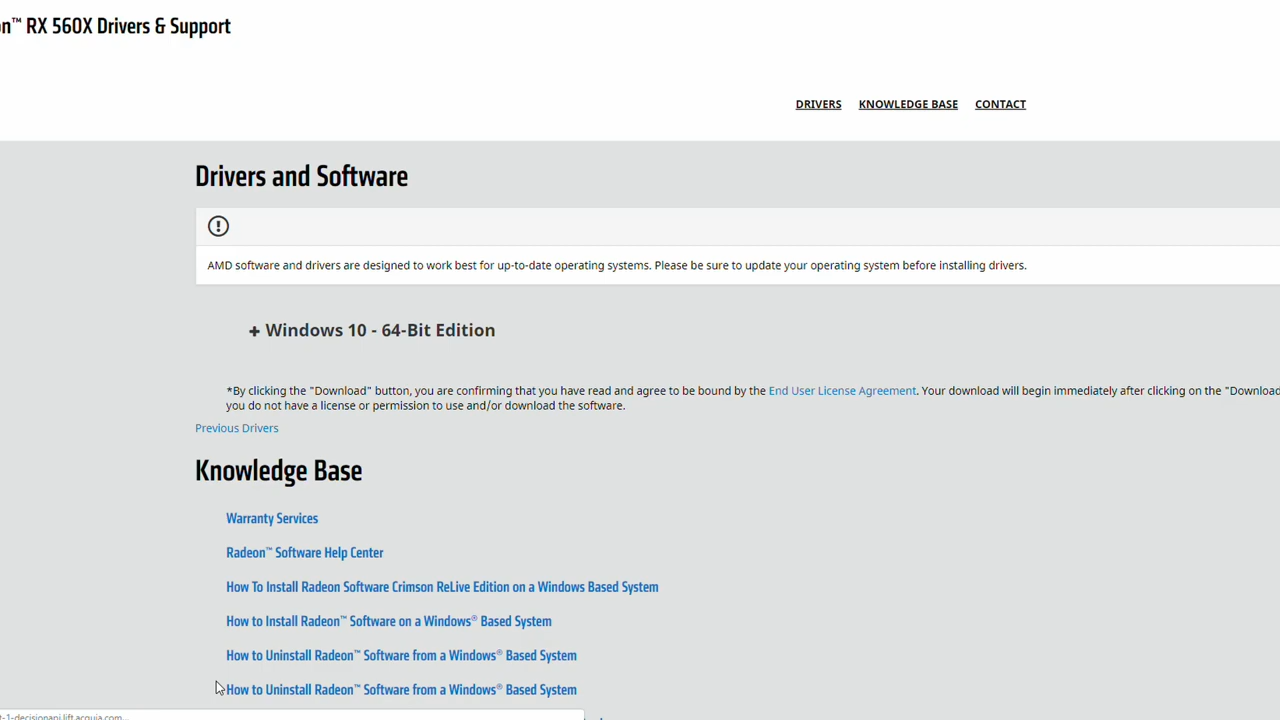 n™ RX 560X Drivers & Support
DRIVERS KNOWLEDGE BASE CONTACT
Drivers and Software
AMD software and drivers are designed to work best for up-to-date operating systems. Please be sure to update your operating system before installing drivers.
+ Windows 10 - 64-Bit Edition
*By clicking the "Download" button, you are confirming that you have read and agree to be bound by the End User License Agreement. Your download will begin immediately after clicking on the "Download
you do not have a license or permission to use and/or download the software.
Previous Drivers
Knowledge Base
Warranty Services
Radeon™ Software Help Center
How To Install Radeon Software Crimson ReLive Edition on a Windows Based System
How to Install Radeon™ Software on a Windows® Based System
How to Uninstall Radeon™ Software from a Windows® Based System
How to Uninstall Radeon™ Software from a Windows® Based System
t-1-decisionapi.lift.acquia.com...